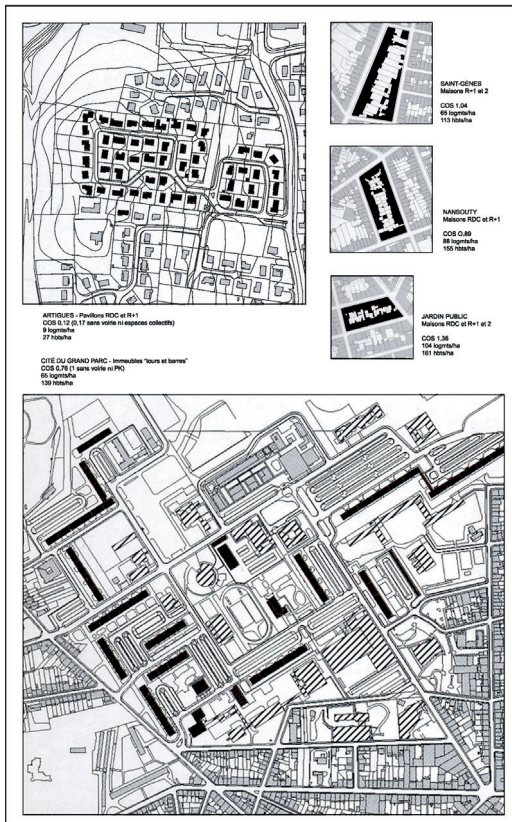 SAINT-GENES
Maisons R+1 et 2
COS 1,04
65 logmts/ha
113 hbts/ha
NANSOUTY
Maisons RDC et R+1
COS 0,89
88 logmts/ha
155 hbts/ha
JARDIN PUBLIC
Maisons RDC et R+1 et 2
COS 1,36
104 logmts/ha
161 hbts/ha
ARTIGUES - Pavillons RDC et R+1
COS 0,12 (0,17 sans voirie ni espaces collectifs)
9 logmts/ha
27 hbts/ha
CITÉ DU GRAND PARC - Immeubles "tours et barres"
COS 0,76 (1 sans voirie ni PK)
65 logmts/ha
139 hbts/ha